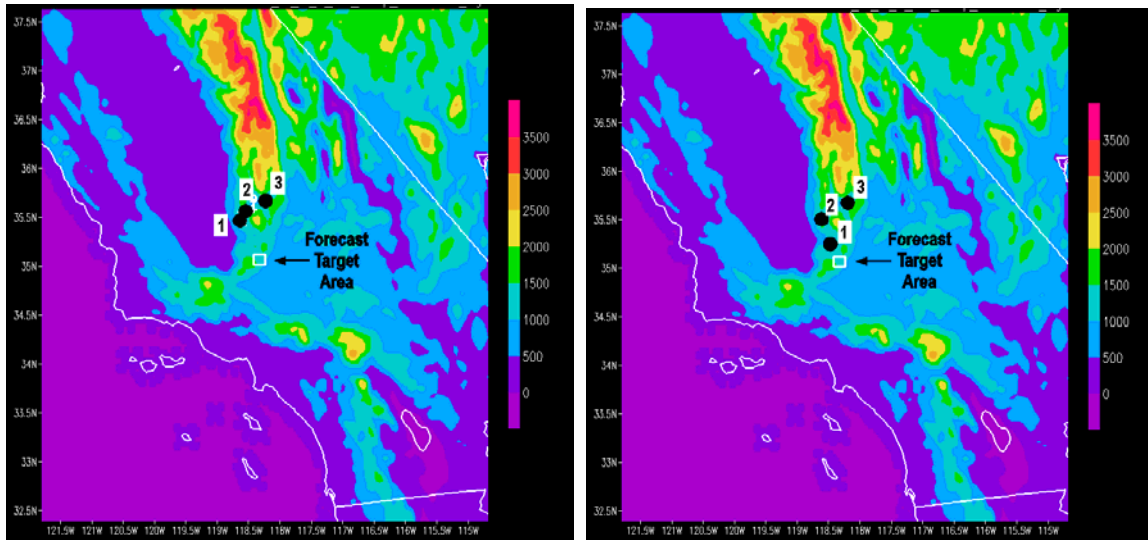 37.5N
37N
36.5N
36N
35.5N
35N
34.5N
34N
33.5N
33N
32.5N
121.5W 121W 120.5W 120W 119.5W 119W 118.5W 118W 117.5W 117W 116.5W 116W 115.5W 115W
2
3
1
Forecast
Target
Area
3500
3000
2500
2000
1500
1000
500
0
37.5N
37N
36.5N
36N
35.5N
35N
34.5N
34N
33.5N
33N
32.5N
121.5W 121W 120.5W 120W 119.5W 119W 118.5W 118W 117.5W 117W 116.5W 116W 115.5W 115W
3
2
1
Forecast
Target
Area
3500
3000
2500
2000
1500
1000
500
0